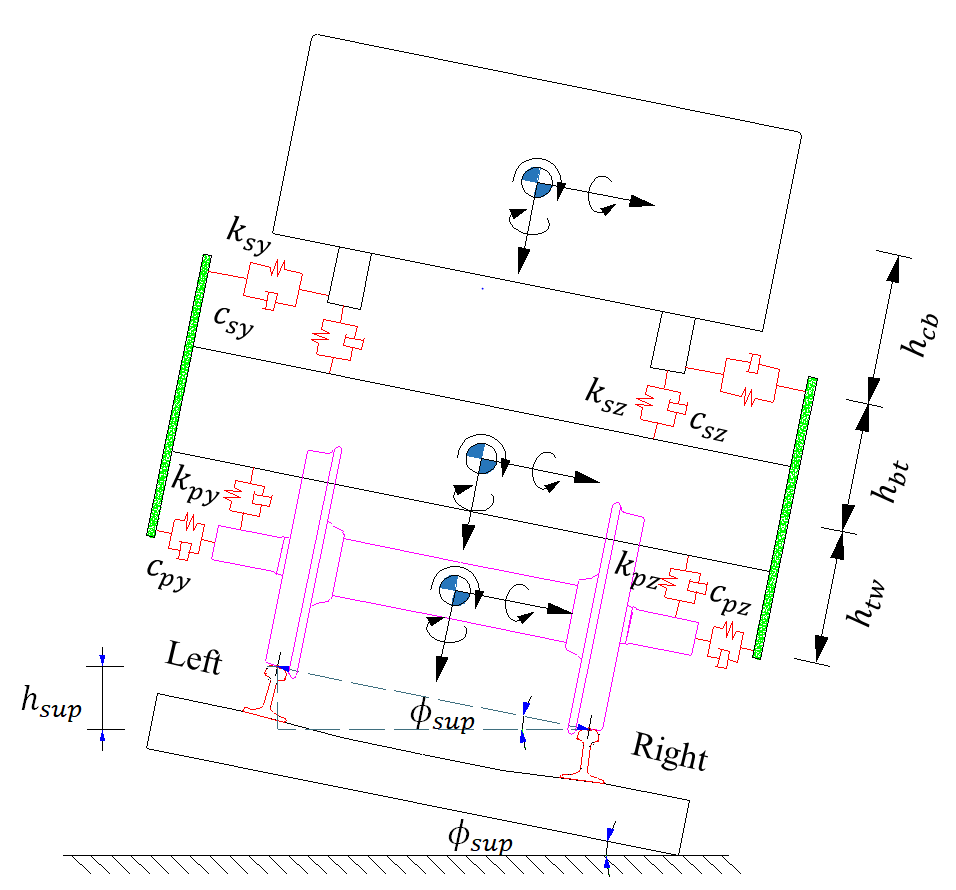 k_sy
c_sy
h_cb
k_sz
c_sz
h_bt
k_py
c_py
k_pz
c_pz
h_tw
Left
h_sup
ϕ_sup
Right
ϕ_sup